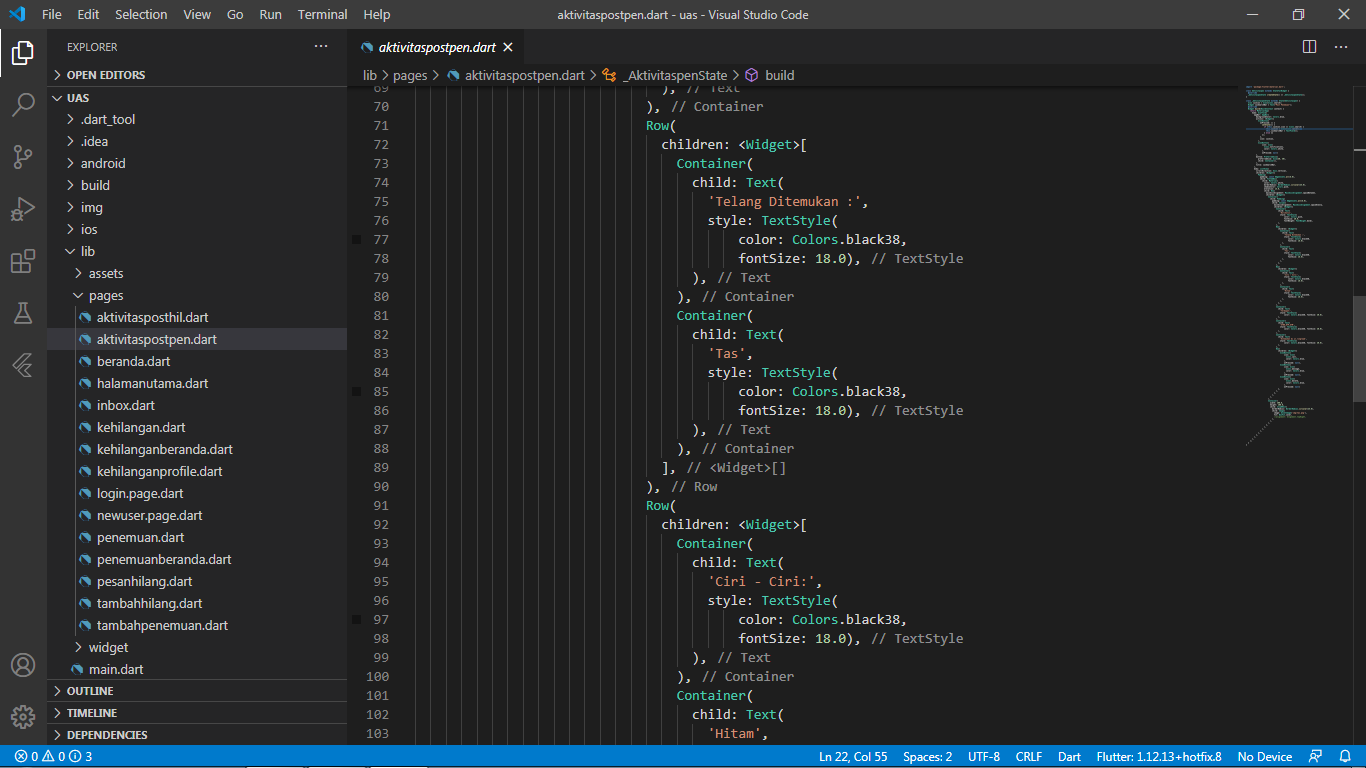 File Edit Selection View Go Run Terminal Help
aktivitaspostpen.dart - uas - Visual Studio Code
EXPLORER
OPEN EDITORS
UAS
.dart_tool
.idea
android
build
img
ios
lib
assets
pages
aktivitasposthil.dart
aktivitaspostpen.dart
beranda.dart
halamanutama.dart
inbox.dart
kehilangan.dart
kehilanganberanda.dart
kehilanganprofile.dart
login.page.dart
newuser.page.dart
penemuan.dart
penemuanberanda.dart
pesanhilang.dart
tambahhilang.dart
tambahpenemuan.dart
widget
main.dart
OUTLINE
TIMELINE
DEPENDENCIES
aktivitaspostpen.dart
lib > pages > aktivitaspostpen.dart > _AktivitaspenState > build
69 ), // Text
70 ), // Container
71 Row(
72 children: <Widget>[
73 Container(
74 child: Text(
75 'Telang Ditemukan :',
76 style: TextStyle(
77 color: Colors.black38,
78 fontSize: 18.0), // TextStyle
79 ), // Text
80 ), // Container
81 Container(
82 child: Text(
83 'Tas',
84 style: TextStyle(
85 color: Colors.black38,
86 fontSize: 18.0), // TextStyle
87 ), // Text
88 ), // Container
89 ], // <Widget>[]
90 ), // Row
91 Row(
92 children: <Widget>[
93 Container(
94 child: Text(
95 'Ciri - Ciri:',
96 style: TextStyle(
97 color: Colors.black38,
98 fontSize: 18.0), // TextStyle
99 ), // Text
100 ), // Container
101 Container(
102 child: Text(
103 'Hitam',
0 0 3
Ln 22, Col 55 Spaces: 2 UTF-8 CRLF Dart Flutter: 1.12.13+hotfix.8 No Device